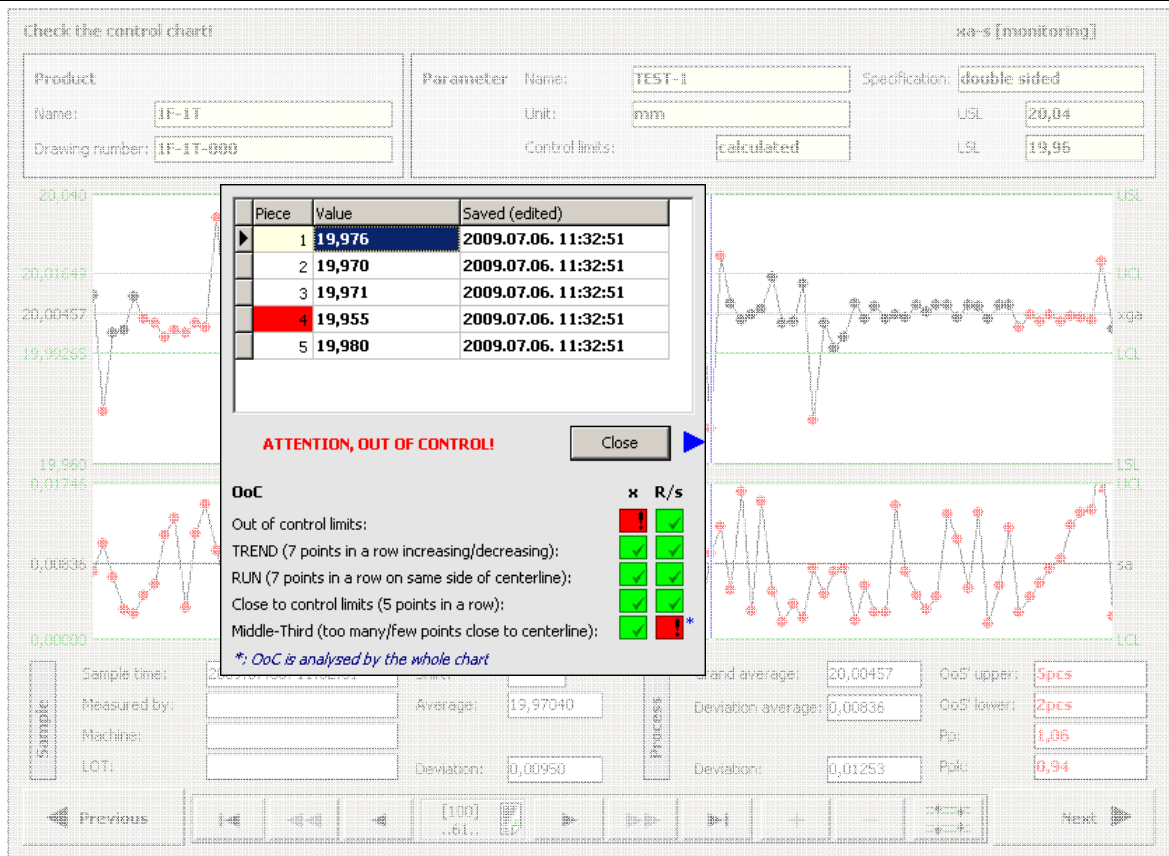 Check the control chart!
xa-s [monitoring]
Product
Name: 1F-1T
Drawing number: 1F-1T-000
Parameter Name: TEST-1 Specification: double sided
Unit: mm USL 20,04
Control limits: calculated LSL 19,96
20,040 USL
20,01649 UCL
20,00457 xga
19,99265 LCL
19,960 LSL
0,01746 UCL
0,00836 sa
0,00000 LCL
Piece Value Saved (edited)
1 19,976 2009.07.06. 11:32:51
2 19,970 2009.07.06. 11:32:51
3 19,971 2009.07.06. 11:32:51
4 19,955 2009.07.06. 11:32:51
5 19,980 2009.07.06. 11:32:51
ATTENTION, OUT OF CONTROL!
Close
OoC x R/s
Out of control limits:
TREND (7 points in a row increasing/decreasing):
RUN (7 points in a row on same side of centerline):
Close to control limits (5 points in a row):
Middle-Third (too many/few points close to centerline): *
*: OoC is analysed by the whole chart
Sample
Sample time:
Measured by:
Machine:
LOT:
Average: 19,97040
Deviation: 0,00950
Process
Grand average: 20,00457
Deviation average: 0,00836
Deviation: 0,01253
OoS' upper: 5pcs
OoS' lower: 2pcs
Pp: 1,06
Ppk: 0,94
Previous
[100]
..61..
Next